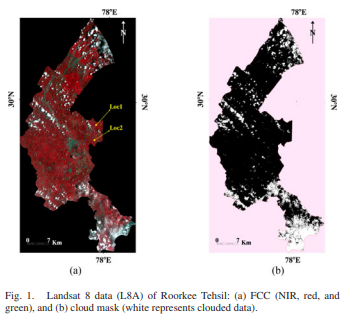 78°E
78°E
N
N
30°N
30°N
30°N
30°N
Loc1
Loc2
0
7 Km
0
7 Km
78°E
78°E
(a)
(b)
Fig. 1. Landsat 8 data (L8A) of Roorkee Tehsil: (a) FCC (NIR, red, and
green), and (b) cloud mask (white represents clouded data).